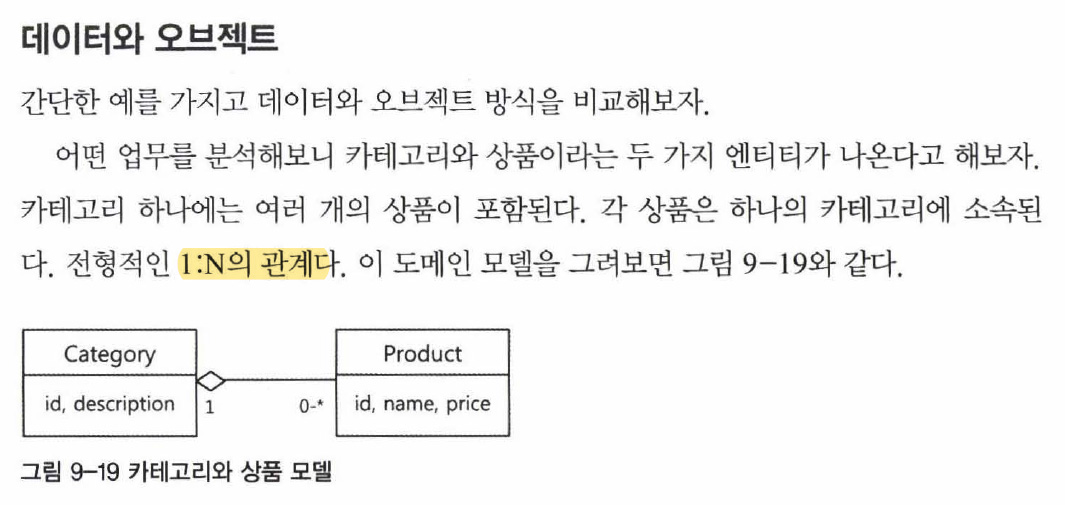 데이터와 오브젝트
간단한 예를 가지고 데이터와 오브젝트 방식을 비교해보자.
어떤 업무를 분석해보니 카테고리와 상품이라는 두 가지 엔티티가 나온다고 해보자.
카테고리 하나에는 여러 개의 상품이 포함된다. 각 상품은 하나의 카테고리에 소속된
다. 전형적인 1:N의 관계다. 이 도메인 모델을 그려보면 그림 9-19와 같다.
Category
id, description
1
0-*
Product
id, name, price
그림 9-19 카테고리와 상품 모델